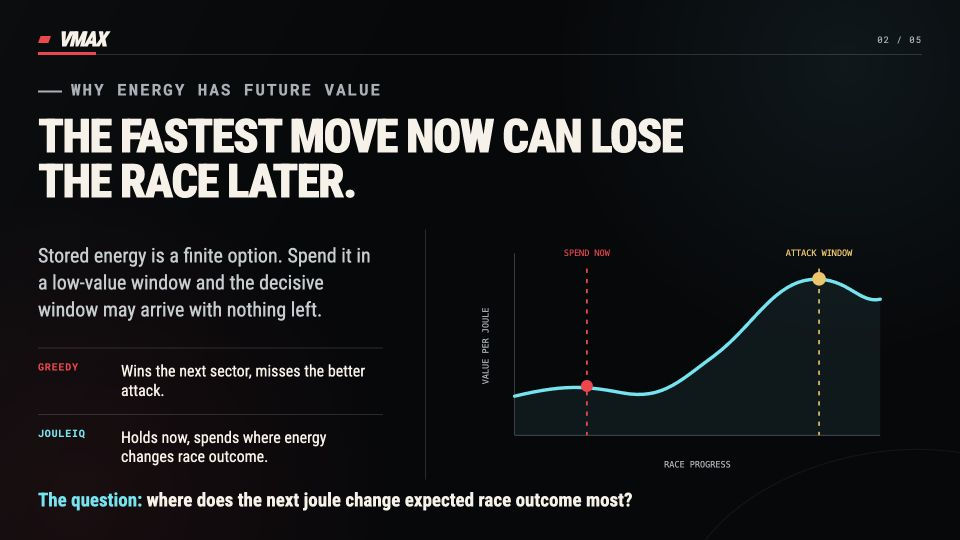 VMAX
02 / 05
WHY ENERGY HAS FUTURE VALUE
THE FASTEST MOVE NOW CAN LOSE
THE RACE LATER.
Stored energy is a finite option. Spend it in
a low-value window and the decisive
window may arrive with nothing left.
GREEDY
Wins the next sector, misses the better
attack.
JOULEIQ
Holds now, spends where energy
changes race outcome.
SPEND NOW
ATTACK WINDOW
VALUE PER JOULE
RACE PROGRESS
The question: where does the next joule change expected race outcome most?